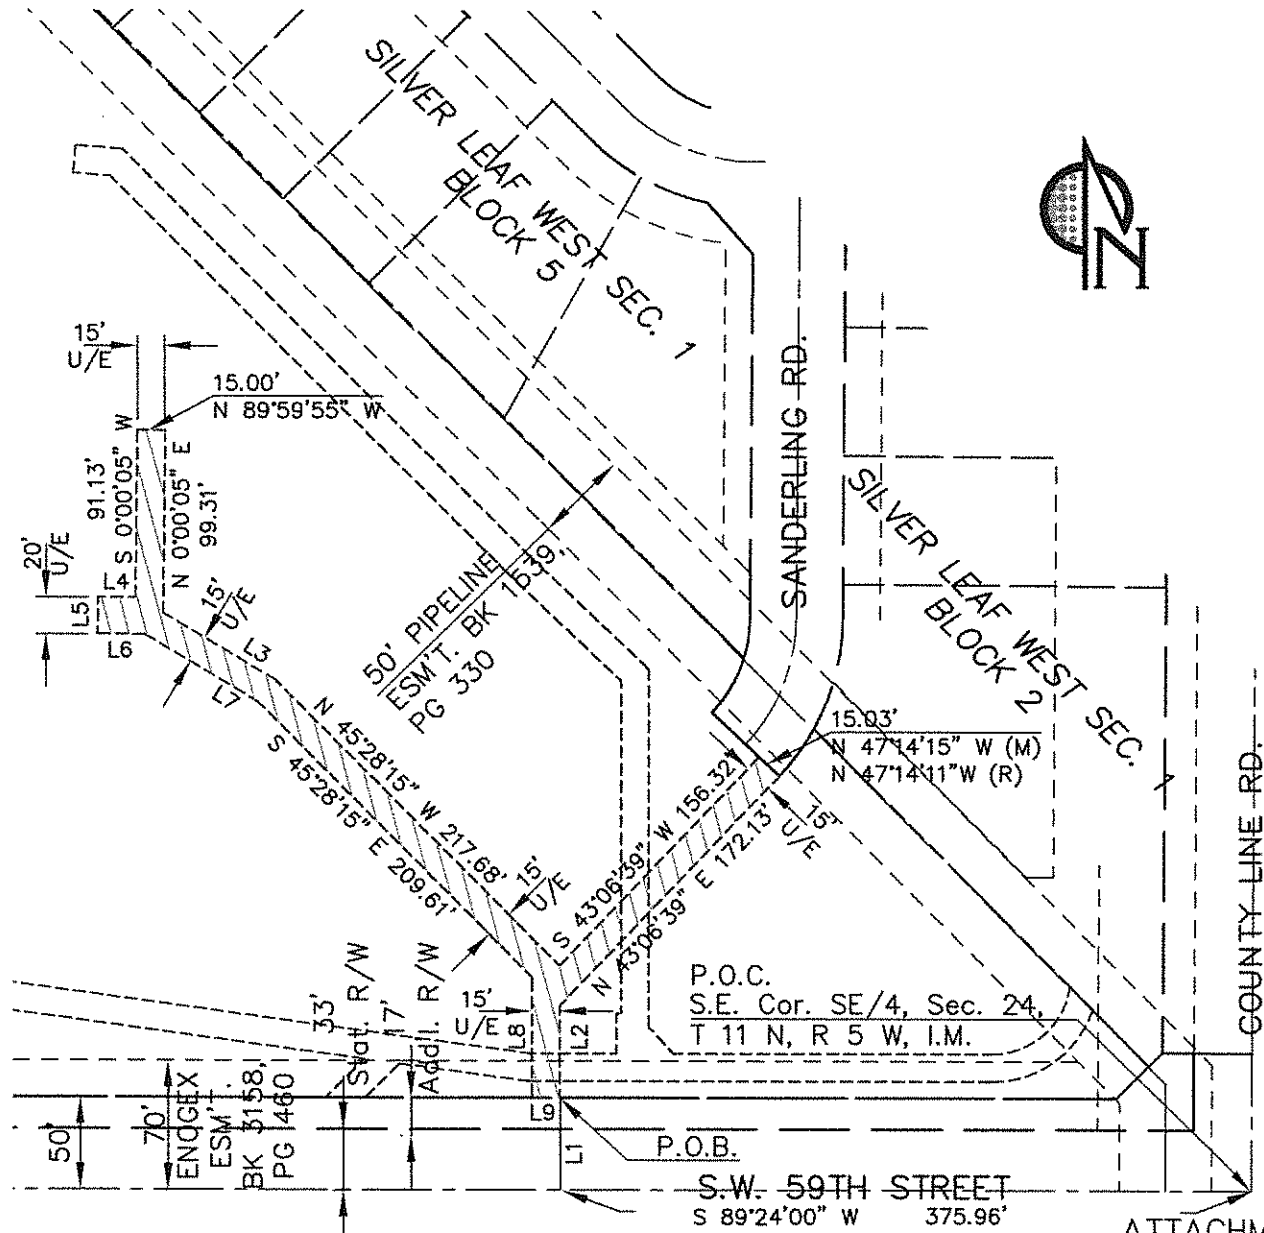 SILVER LEAF WEST SEC. 1
BLOCK 5
N
15'
U/E
15.00'
N 89°59'55" W
SANDERLING RD.
91.13'
S 0°00'05" W
N 0°00'05" E
99.31'
20'
U/E
L4
L5
L6
15'
U/E
L3
L7
50' PIPELINE
ESM'T. BK 1539,
PG 330
SILVER LEAF WEST SEC.
BLOCK 2
15.03'
N 47°14'15" W (M)
N 47°14'11"W (R)
15'
U/E
N 45°28'15" W 217.68'
S 45°28'15" E 209.61'
15'
U/E
S 43°06'39" W 156.32'
N 43°06'39" E 172.13'
COUNTY LINE RD.
33'
Stat. R/W
17'
Add'l. R/W
15'
U/E
L8
L2
P.O.C.
S.E. Cor. SE/4, Sec. 24,
T 11 N, R 5 W, I.M.
50'
70'
ENOGEX
ESM'T.
BK 3158,
PG 460
L9
L1
P.O.B.
S.W. 59TH STREET
S 89°24'00" W 375.96'
ATTACHM